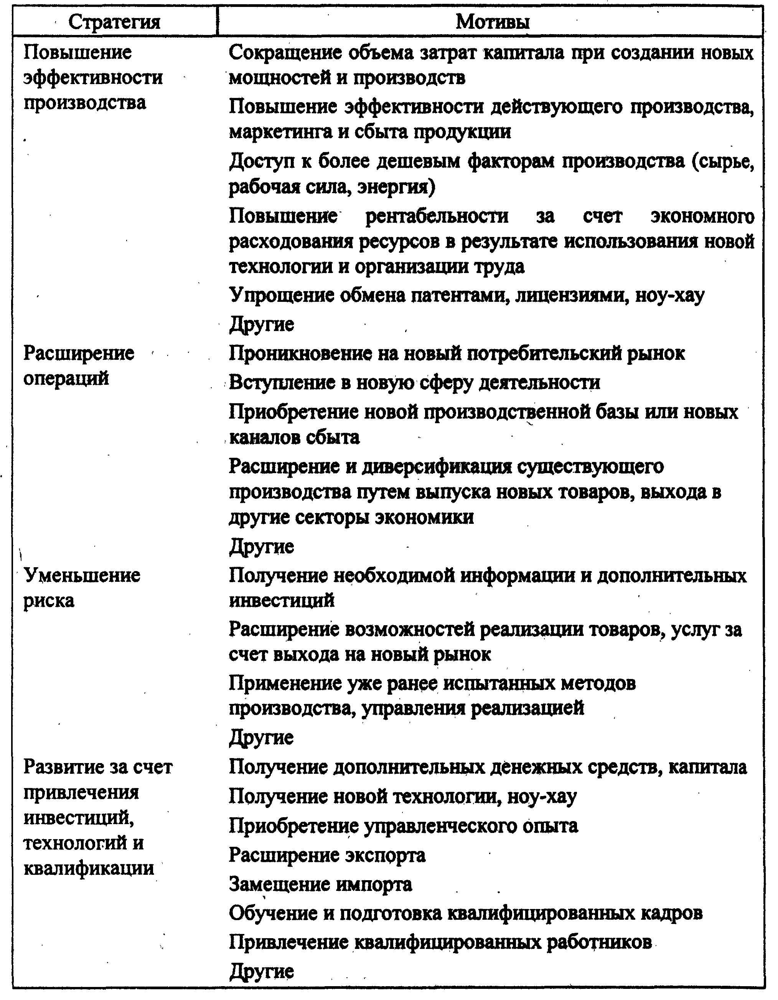 Стратегия
Мотивы
Повышение
эффективности
производства
Сокращение объема затрат капитала при создании новых
мощностей и производств
Повышение эффективности действующего производства,
маркетинга и сбыта продукции
Доступ к более дешевым факторам производства (сырье,
рабочая сила, энергия)
Повышение рентабельности за счет экономного
расходования ресурсов в результате использования новой
технологии и организации труда
Упрощение обмена патентами, лицензиями, ноу-хау
Другие
Расширение
операций
Проникновение на новый потребительский рынок
Вступление в новую сферу деятельности
Приобретение новой производственной базы или новых
каналов сбыта
Расширение и диверсификация существующего
производства путем выпуска новых товаров, выхода в
другие секторы экономики
Другие
Уменьшение
риска
Получение необходимой информации и дополнительных
инвестиций
Расширение возможностей реализации товаров, услуг за
счет выхода на новый рынок
Применение уже ранее испытанных методов
производства, управления реализацией
Другие
Развитие за счет
привлечения
инвестиций,
технологий и
квалификации
Получение дополнительных денежных средств, капитала
Получение новой технологии, ноу-хау
Приобретение управленческого опыта
Расширение экспорта
Замещение импорта
Обучение и подготовка квалифицированных кадров
Привлечение квалифицированных работников
Другие